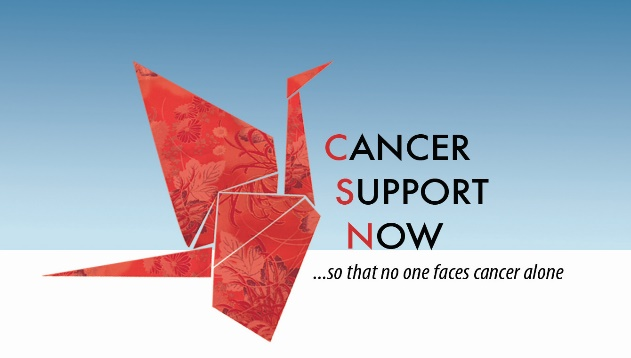 CANCER
SUPPORT
NOW
...so that no one faces cancer alone